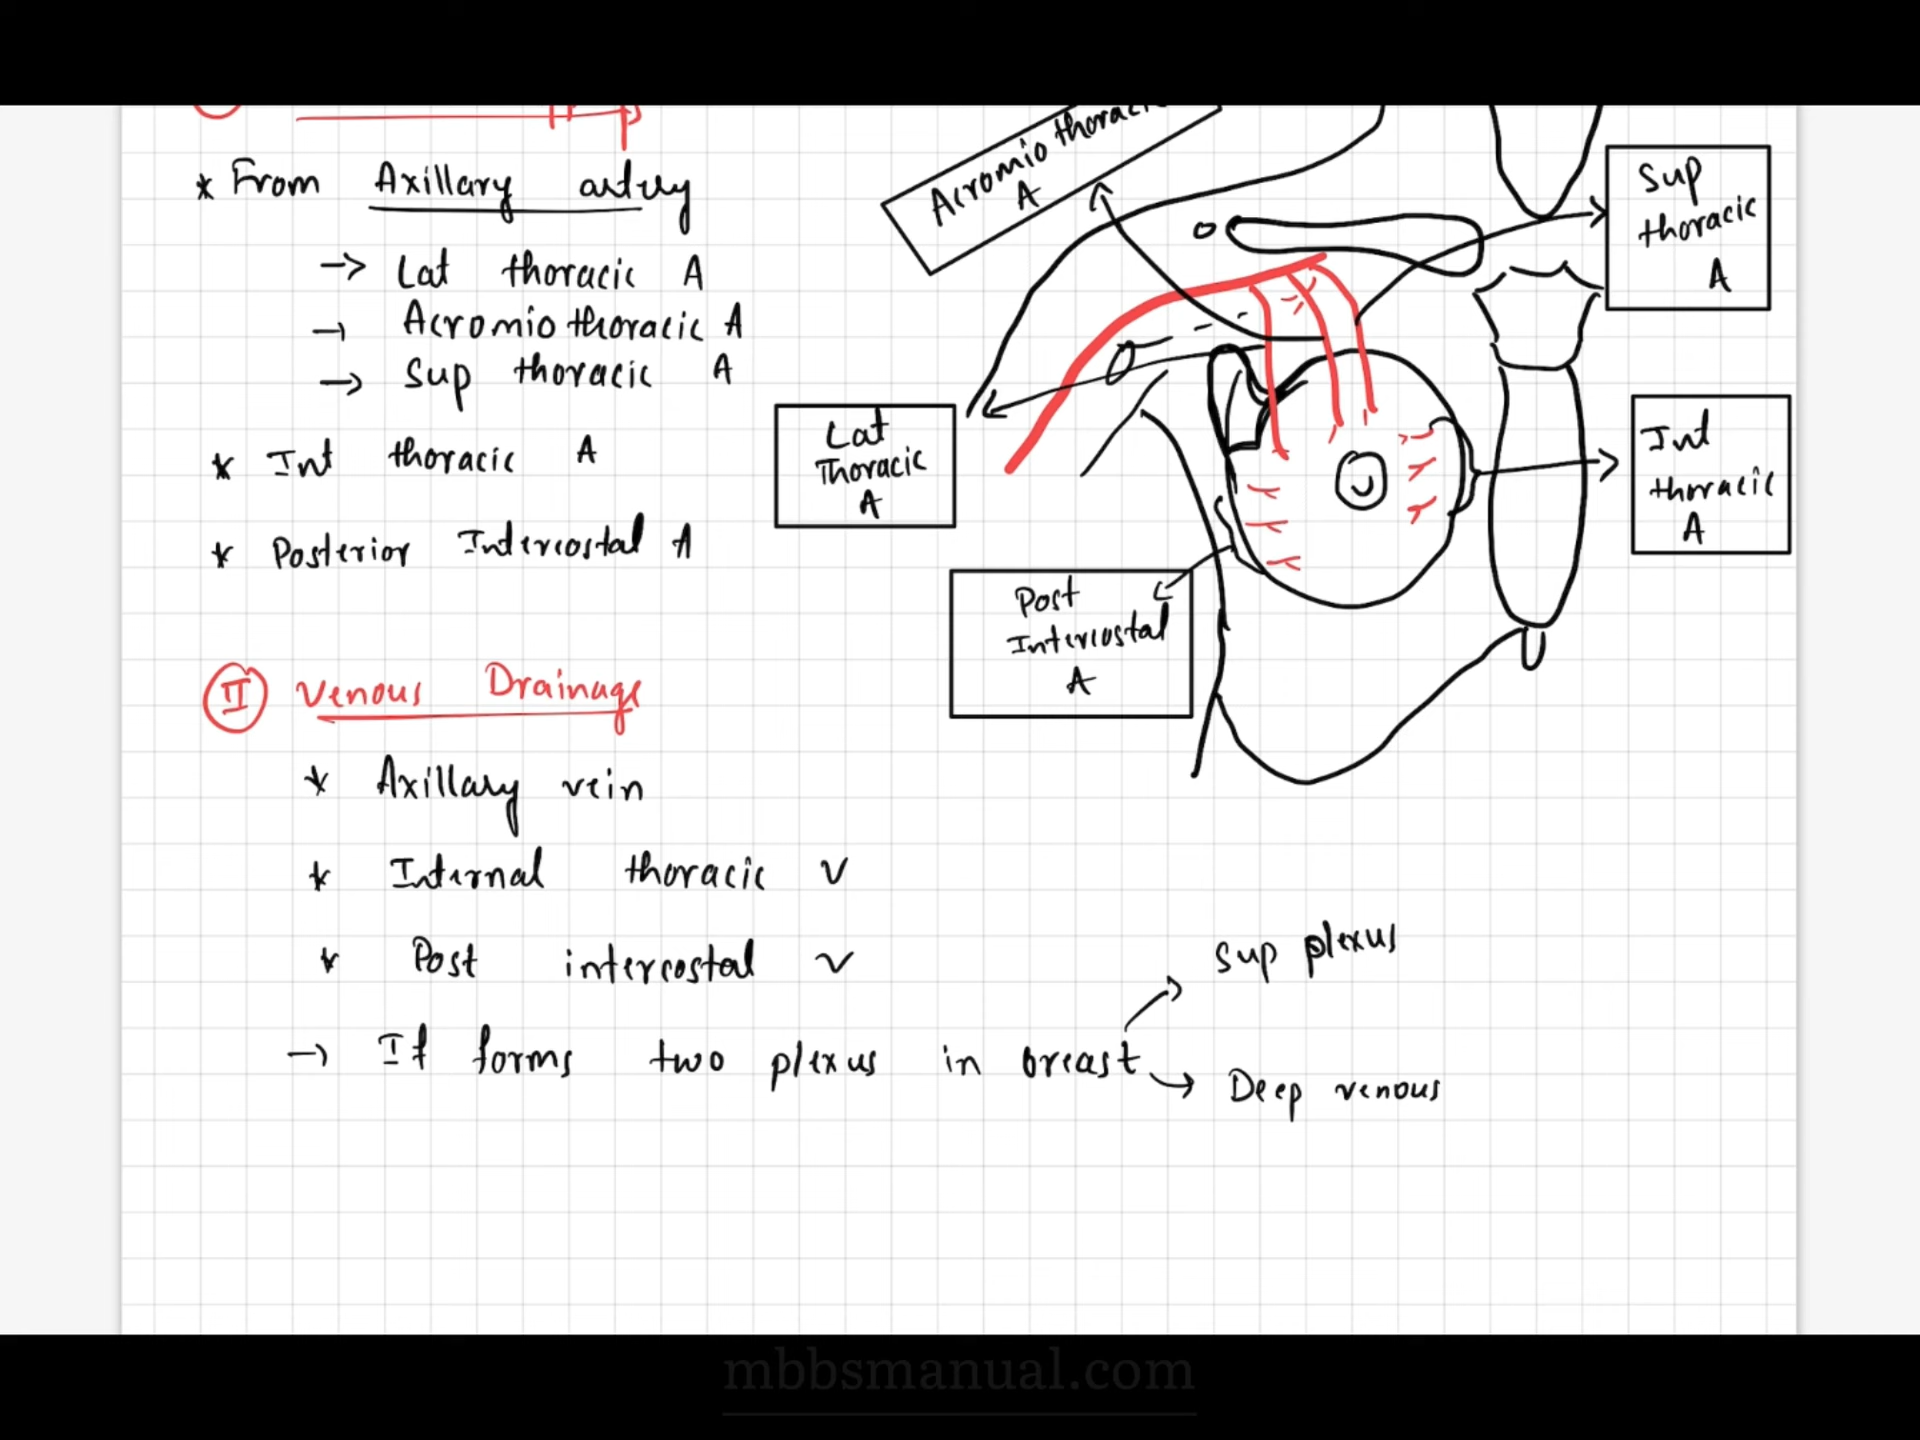 * From Axillary artery
→ Lat thoracic A
→ Acromio thoracic A
→ Sup thoracic A
* Int thoracic A
* Posterior Intercostal A
Acromio thoracic
A
Sup
thoracic
A
Lat
Thoracic
A
Int
thoracic
A
Post
Intercostal
A
II Venous Drainage
* Axillary vein
* Internal thoracic V
* Post intercostal V
→ It forms two plexus in breast
→ Sup plexus
→ Deep venous
mbbsmanual.com